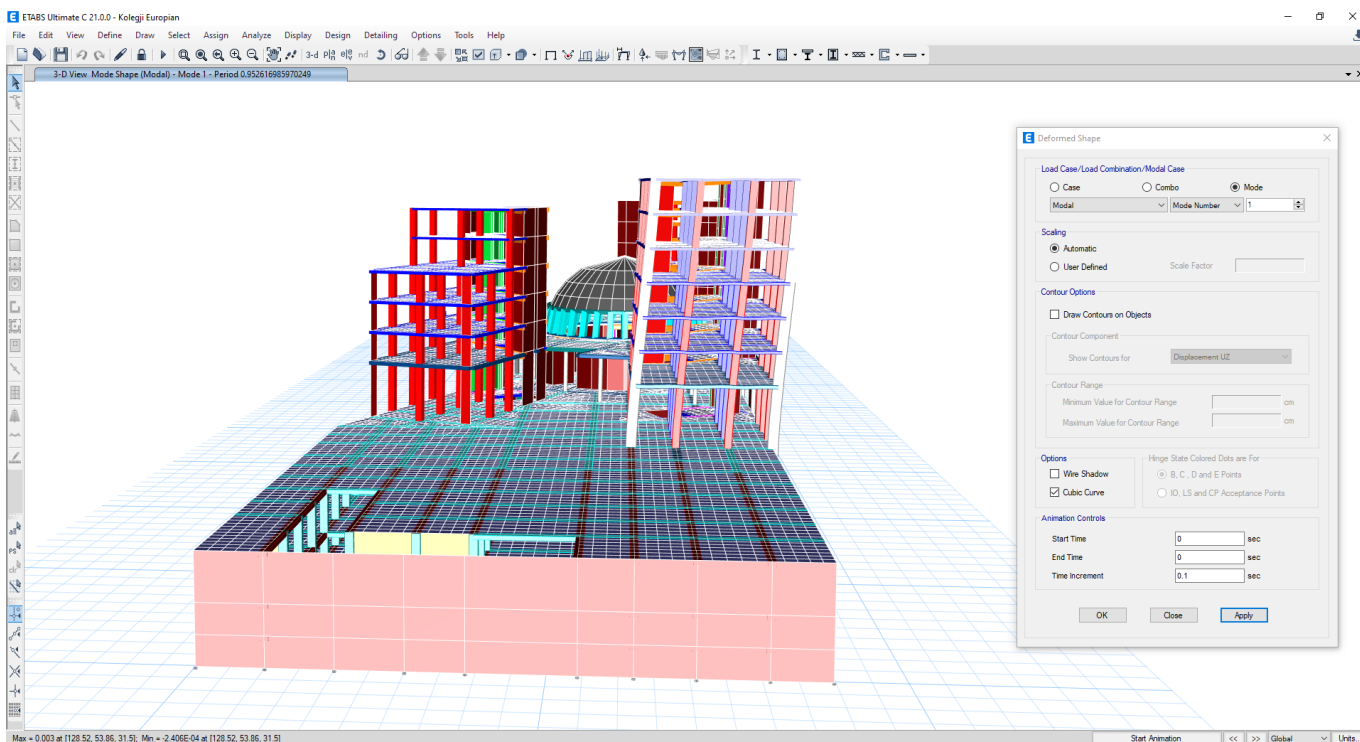 ETABS Ultimate C 21.0.0 - Kolegji Europian
File Edit View Define Draw Select Assign Analyze Display Design Detailing Options Tools Help
3-d nd
3-D View Mode Shape (Modal) - Mode 1 - Period 0.952616985970249
Deformed Shape
Load Case/Load Combination/Modal Case
Case Combo Mode
Modal Mode Number 1
Scaling
Automatic
User Defined Scale Factor
Contour Options
Draw Contours on Objects
Contour Component
Show Contours for Displacement UZ
Contour Range
Minimum Value for Contour Range cm
Maximum Value for Contour Range cm
Options Hinge State Colored Dots are For
Wire Shadow B, C , D and E Points
Cubic Curve IO, LS and CP Acceptance Points
Animation Controls
Start Time 0 sec
End Time 0 sec
Time Increment 0.1 sec
OK Close Apply
all
ps
clr
Max = 0.003 at [128.52, 53.86, 31.5]; Min = -2.406E-04 at [128.52, 53.86, 31.5] Start Animation << >> Global Units...